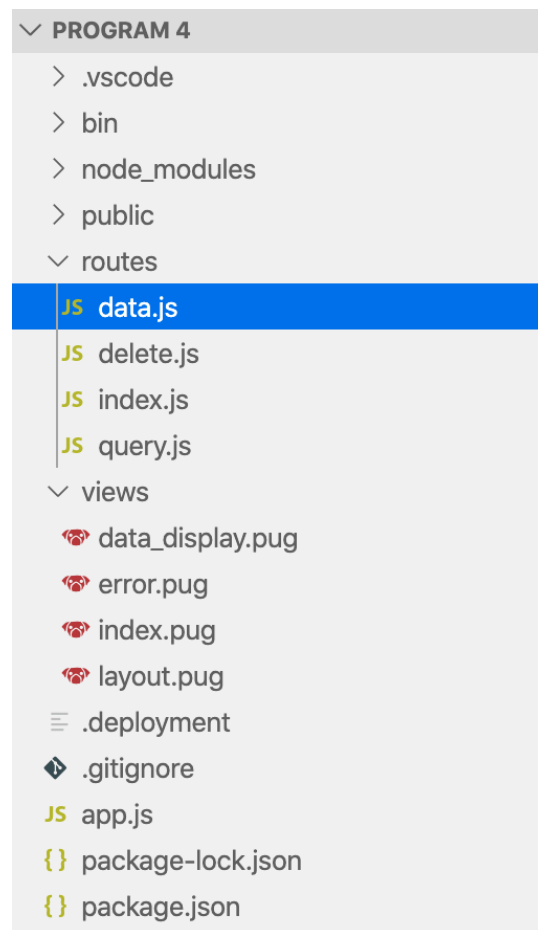 PROGRAM 4
.vscode
bin
node_modules
public
routes
JS data.js
JS delete.js
JS index.js
JS query.js
views
data_display.pug
error.pug
index.pug
layout.pug
.deployment
.gitignore
JS app.js
{} package-lock.json
{} package.json